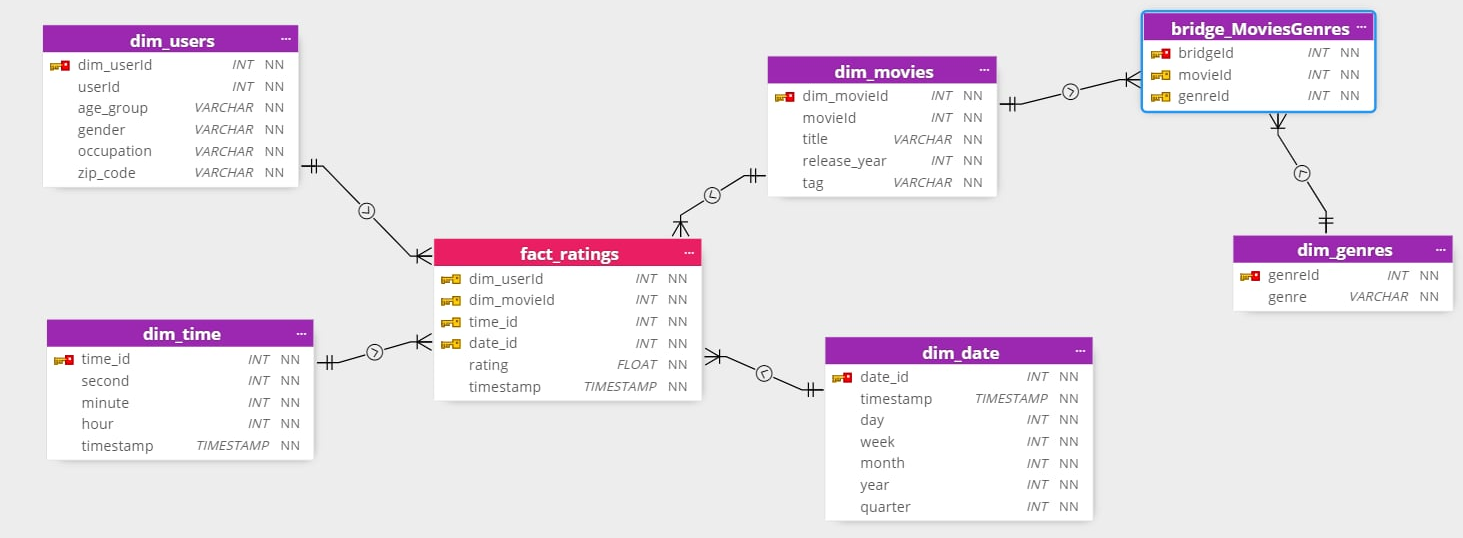 dim_users ...
dim_userId INT NN
userId INT NN
age_group VARCHAR NN
gender VARCHAR NN
occupation VARCHAR NN
zip_code VARCHAR NN
dim_movies ...
dim_movieId INT NN
movieId INT NN
title VARCHAR NN
release_year INT NN
tag VARCHAR NN
bridge_MoviesGenres ...
bridgeId INT NN
movieId INT NN
genreId INT NN
fact_ratings ...
dim_userId INT NN
dim_movieId INT NN
time_id INT NN
date_id INT NN
rating FLOAT NN
timestamp TIMESTAMP NN
dim_genres ...
genreId INT NN
genre VARCHAR NN
dim_time ...
time_id INT NN
second INT NN
minute INT NN
hour INT NN
timestamp TIMESTAMP NN
dim_date ...
date_id INT NN
timestamp TIMESTAMP NN
day INT NN
week INT NN
month INT NN
year INT NN
quarter INT NN